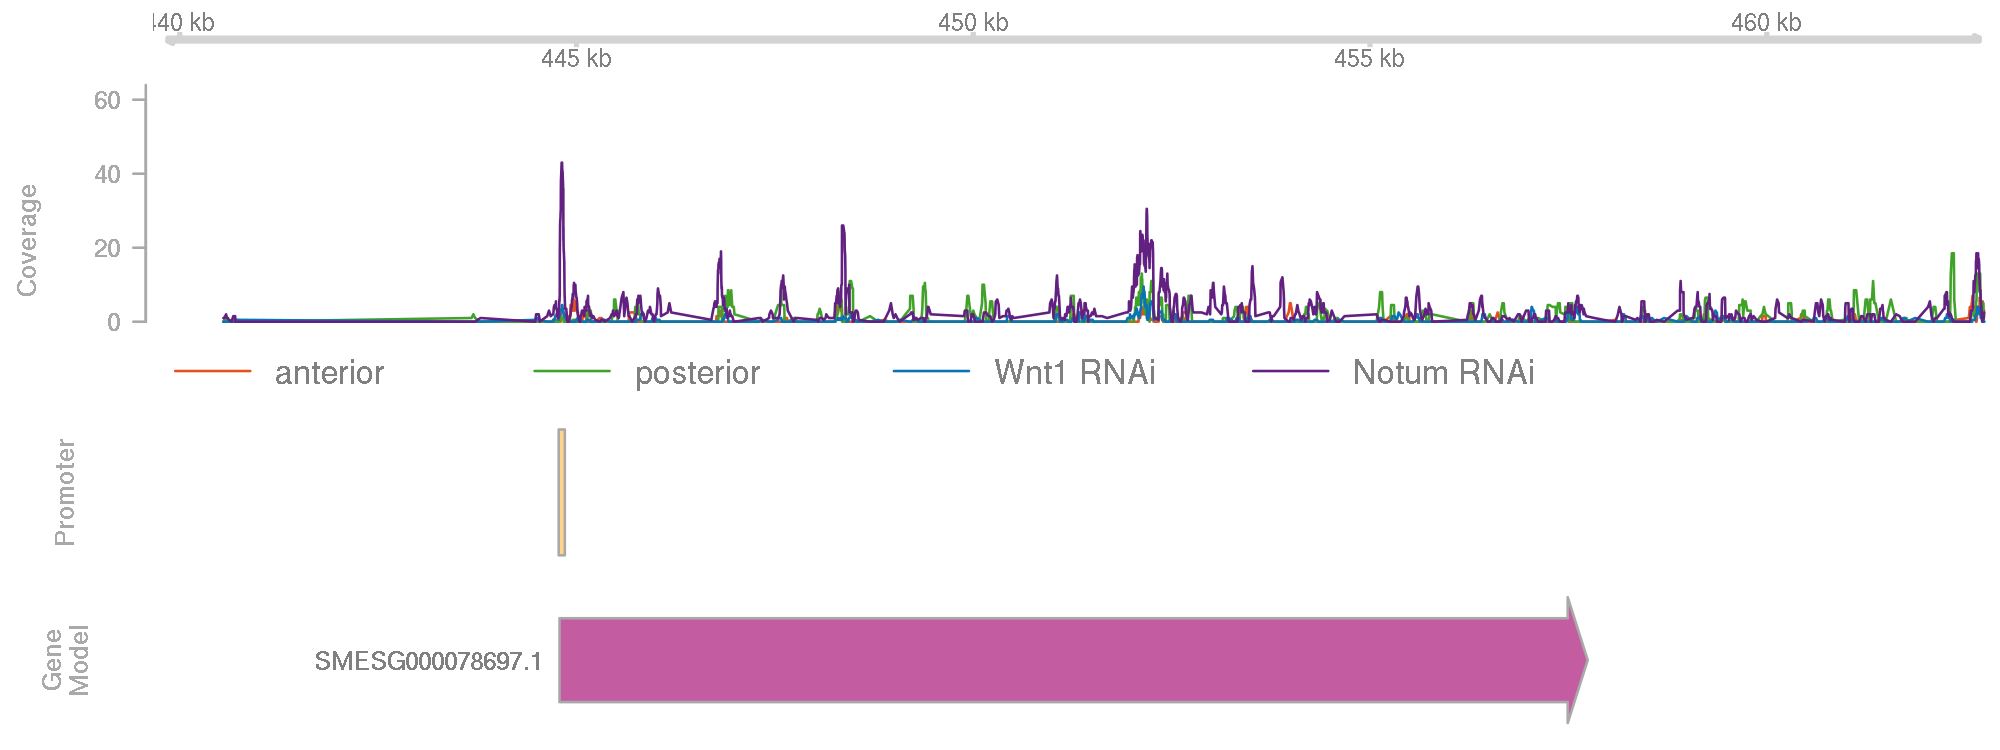 40 kb 450 kb 460 kb
445 kb 455 kb
Coverage
60
40
20
0
anterior posterior Wnt1 RNAi Notum RNAi
Promoter
Gene
Model
SMESG000078697.1